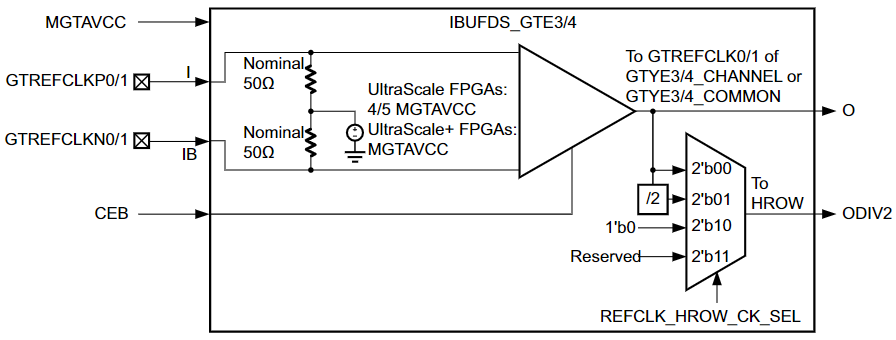 MGTAVCC
IBUFDS_GTE3/4
GTREFCLKP0/1
I
Nominal
50Ω
UltraScale FPGAs:
4/5 MGTAVCC
UltraScale+ FPGAs:
MGTAVCC
To GTREFCLK0/1 of
GTYE3/4_CHANNEL or
GTYE3/4_COMMON
O
GTREFCLKN0/1
IB
Nominal
50Ω
2'b00
/2
2'b01
To
HROW
CEB
ODIV2
1'b0
2'b10
Reserved
2'b11
REFCLK_HROW_CK_SEL